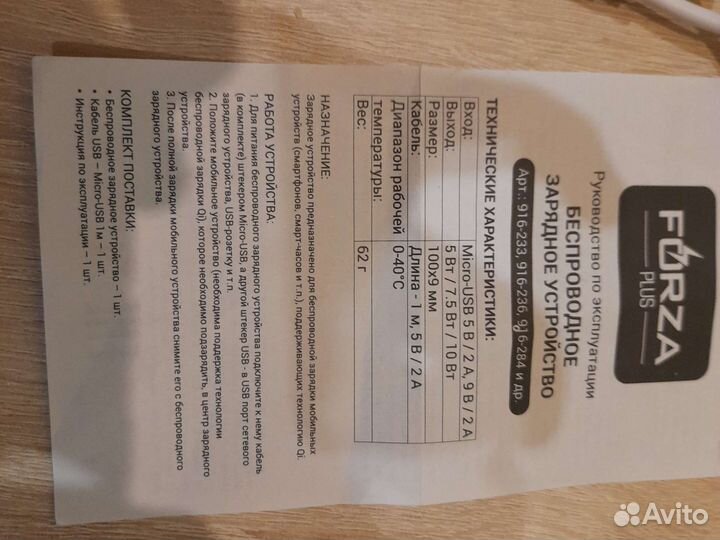 FORZA
PLUS
Руководство по эксплуатации
БЕСПРОВОДНОЕ
ЗАРЯДНОЕ УСТРОЙСТВО
Арт.: 916-233, 916-236, 916-284 и др.
ТЕХНИЧЕСКИЕ ХАРАКТЕРИСТИКИ:
Вход: Micro-USB 5 В / 2 А, 9 В / 2 А
Выход: 5 Вт / 7.5 Вт / 10 Вт
Размер: 100х9 мм
Кабель: Длина - 1 м, 5 В / 2 А
Диапазон рабочей температуры: 0-40°С
Вес: 62 г
НАЗНАЧЕНИЕ:
Зарядное устройство предназначено для беспроводной зарядки мобильных
устройств (смартфонов, смарт-часов и т.п.), поддерживающих технологию Qi.
РАБОТА УСТРОЙСТВА:
1. Для питания беспроводного зарядного устройства подключите к нему кабель
(в комплекте) штекером Micro-USB, а другой штекер USB - в USB порт сетевого
зарядного устройства, USB-розетку и т.п.
2. Положите мобильное устройство (необходима поддержка технологии
беспроводной зарядки Qi), которое необходимо подзарядить, в центр зарядного
устройства.
3. После полной зарядки мобильного устройства снимите его с беспроводного
зарядного устройства.
КОМПЛЕКТ ПОСТАВКИ:
• Беспроводное зарядное устройство – 1 шт.
• Кабель USB – Micro-USB 1м – 1 шт.
• Инструкция по эксплуатации – 1 шт.
Avito